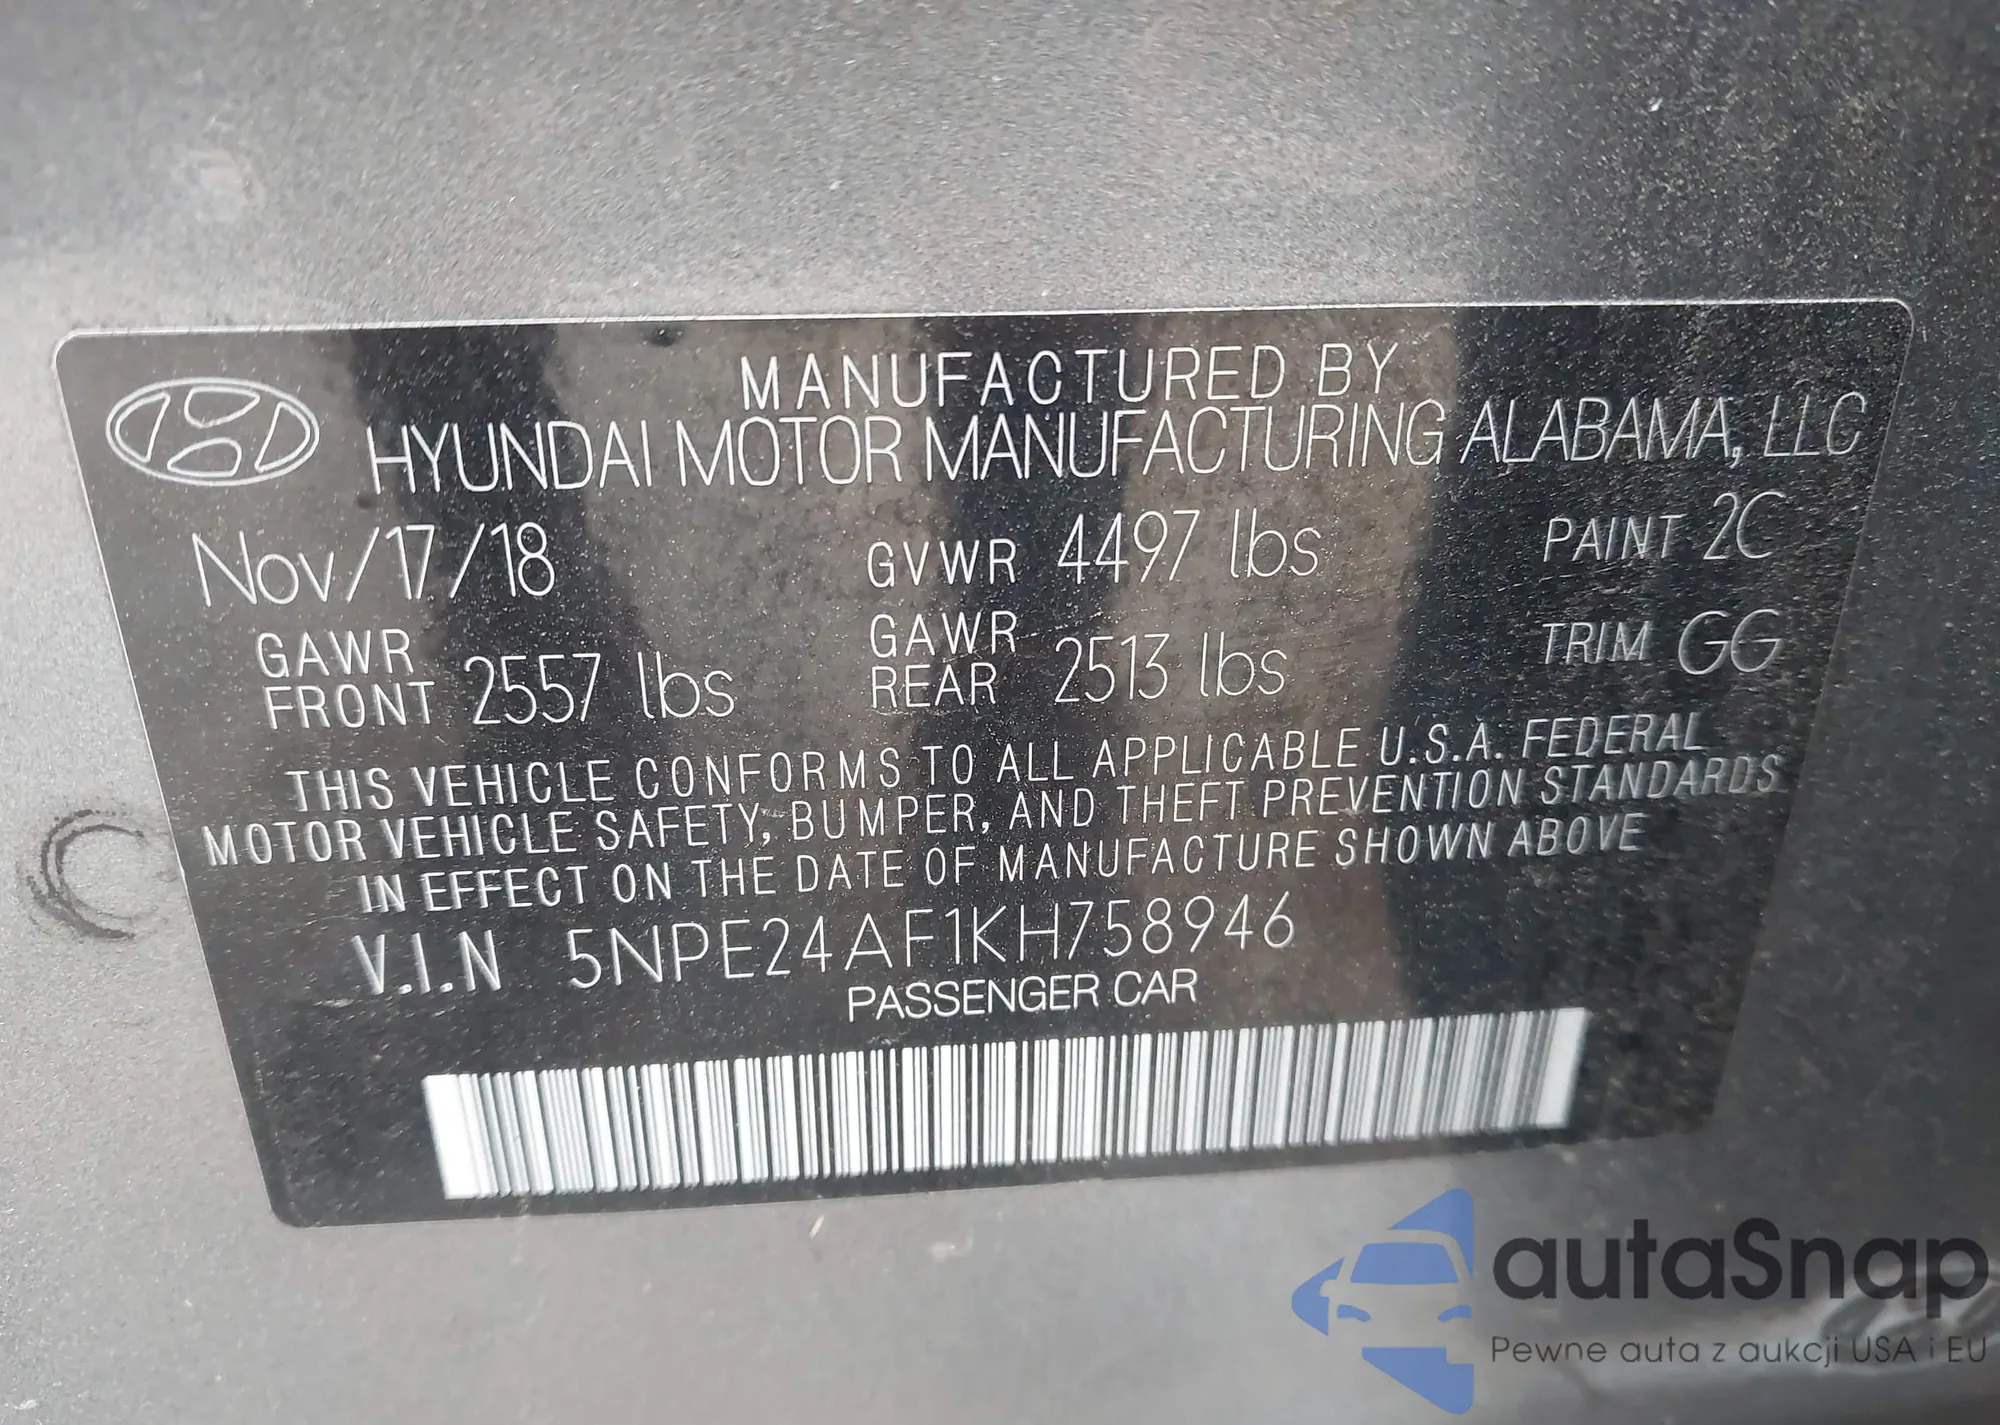 MANUFACTURED BY
HYUNDAI MOTOR MANUFACTURING ALABAMA, LLC
Nov/17/18 GVWR 4497 lbs PAINT 2C
GAWR FRONT 2557 lbs GAWR REAR 2513 lbs TRIM GG
THIS VEHICLE CONFORMS TO ALL APPLICABLE U.S.A. FEDERAL
MOTOR VEHICLE SAFETY, BUMPER, AND THEFT PREVENTION STANDARDS
IN EFFECT ON THE DATE OF MANUFACTURE SHOWN ABOVE
V.I.N 5NPE24AF1KH758946
PASSENGER CAR
autaSnap
Pewne auta z aukcji USA i EU